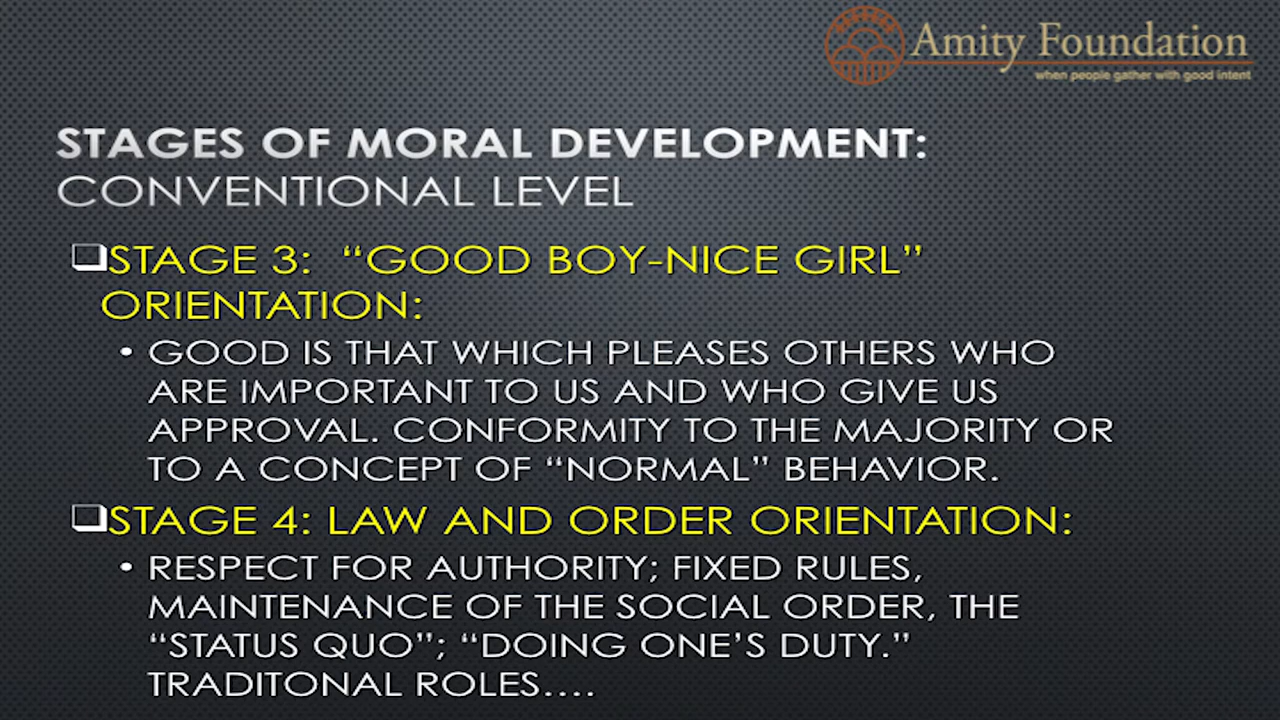 Amity Foundation
when people gather with good intent
STAGES OF MORAL DEVELOPMENT:
CONVENTIONAL LEVEL
STAGE 3: “GOOD BOY-NICE GIRL”
ORIENTATION:
• GOOD IS THAT WHICH PLEASES OTHERS WHO
ARE IMPORTANT TO US AND WHO GIVE US
APPROVAL. CONFORMITY TO THE MAJORITY OR
TO A CONCEPT OF “NORMAL” BEHAVIOR.
STAGE 4: LAW AND ORDER ORIENTATION:
• RESPECT FOR AUTHORITY; FIXED RULES,
MAINTENANCE OF THE SOCIAL ORDER, THE
“STATUS QUO”; “DOING ONE’S DUTY.”
TRADITONAL ROLES....